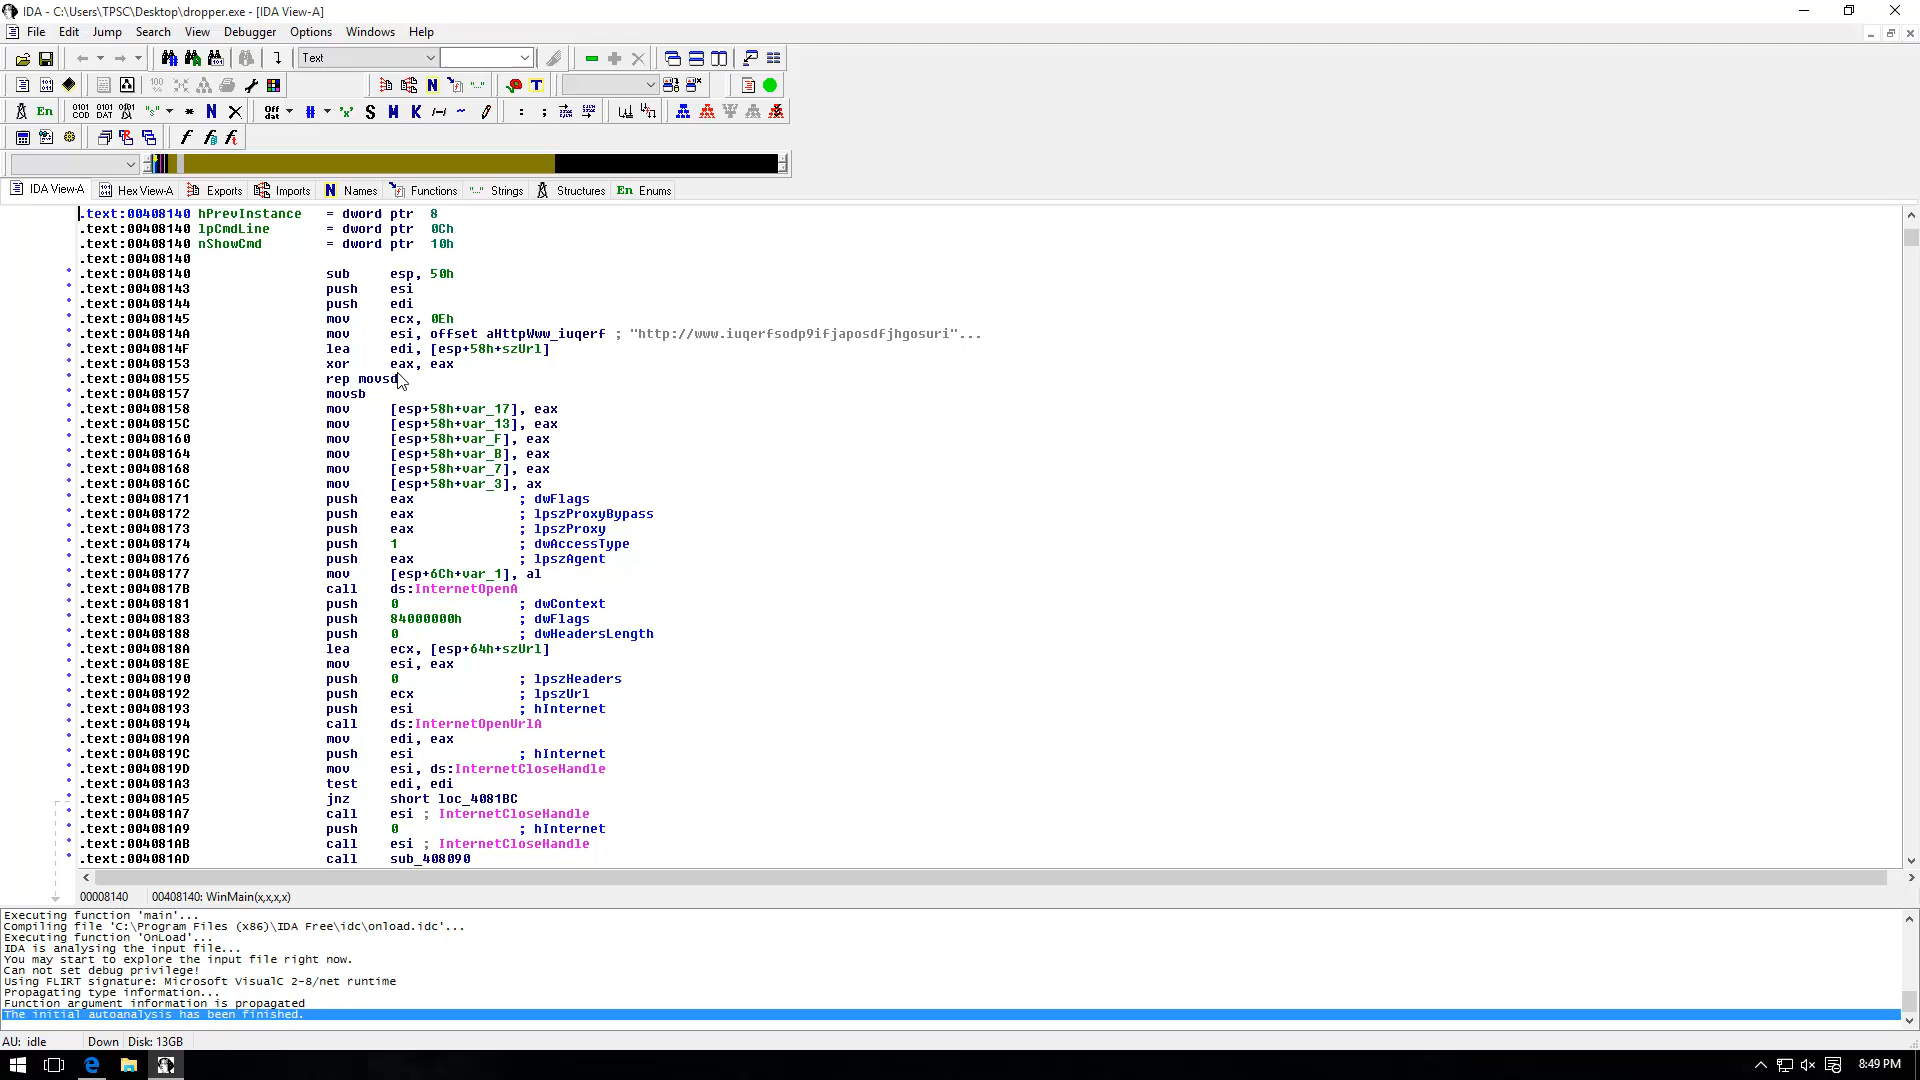 IDA - C:\Users\TPSC\Desktop\dropper.exe - [IDA View-A]
File Edit Jump Search View Debugger Options Windows Help
Text
En
Off
dat
IDA View-A Hex View-A Exports Imports N Names Functions Strings Structures En Enums
.text:00408140 hPrevInstance = dword ptr 8
.text:00408140 lpCmdLine = dword ptr 0Ch
.text:00408140 nShowCmd = dword ptr 10h
.text:00408140
.text:00408140 sub esp, 50h
.text:00408143 push esi
.text:00408144 push edi
.text:00408145 mov ecx, 0Eh
.text:0040814A mov esi, offset aHttpWww_iuqerf ; "http://www.iuqerfsodp9ifjaposdfjhgosuri"...
.text:0040814F lea edi, [esp+58h+szUrl]
.text:00408153 xor eax, eax
.text:00408155 rep movsd
.text:00408157 movsb
.text:00408158 mov [esp+58h+var_17], eax
.text:0040815C mov [esp+58h+var_13], eax
.text:00408160 mov [esp+58h+var_F], eax
.text:00408164 mov [esp+58h+var_B], eax
.text:00408168 mov [esp+58h+var_7], eax
.text:0040816C mov [esp+58h+var_3], ax
.text:00408171 push eax ; dwFlags
.text:00408172 push eax ; lpszProxyBypass
.text:00408173 push eax ; lpszProxy
.text:00408174 push 1 ; dwAccessType
.text:00408176 push eax ; lpszAgent
.text:00408177 mov [esp+6Ch+var_1], al
.text:0040817B call ds:InternetOpenA
.text:00408181 push 0 ; dwContext
.text:00408183 push 84000000h ; dwFlags
.text:00408188 push 0 ; dwHeadersLength
.text:0040818A lea ecx, [esp+64h+szUrl]
.text:0040818E mov esi, eax
.text:00408190 push 0 ; lpszHeaders
.text:00408192 push ecx ; lpszUrl
.text:00408193 push esi ; hInternet
.text:00408194 call ds:InternetOpenUrlA
.text:0040819A mov edi, eax
.text:0040819C push esi ; hInternet
.text:0040819D mov esi, ds:InternetCloseHandle
.text:004081A3 test edi, edi
.text:004081A5 jnz short loc_4081BC
.text:004081A7 call esi ; InternetCloseHandle
.text:004081A9 push 0 ; hInternet
.text:004081AB call esi ; InternetCloseHandle
.text:004081AD call sub_408090
00008140 00408140: WinMain(x,x,x,x)
Executing function 'main'...
Compiling file 'C:\Program Files (x86)\IDA Free\idc\onload.idc'...
Executing function 'OnLoad'...
IDA is analysing the input file...
You may start to explore the input file right now.
Can not set debug privilege!
Using FLIRT signature: Microsoft VisualC 2-8/net runtime
Propagating type information...
Function argument information is propagated
The initial autoanalysis has been finished.
AU: idle Down Disk: 13GB
8:49 PM